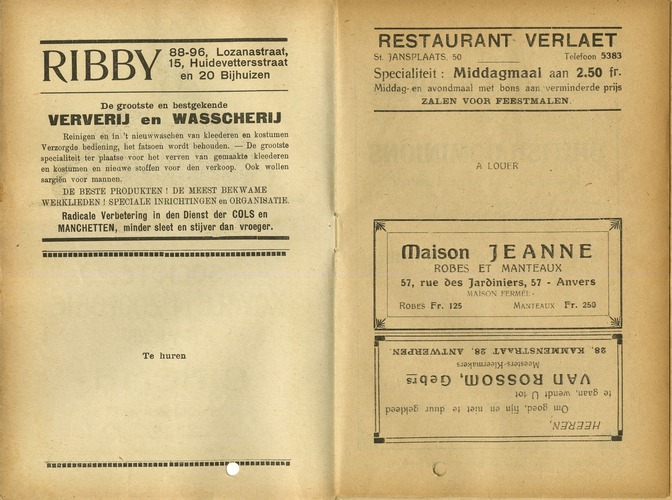 RIBBY
88-96, Lozanastraat,
15, Huidevettersstraat
en 20 Bijhuizen
De grootste en bestgekende
VERVERIJ en WASSCHERIJ
Reinigen en in 't nieuwwaschen van kleederen en kostumen
Verzorgde bediening, het fatsoen wordt behouden. — De grootste
specialiteit ter plaatse voor het verven van gemaakte kleederen
en kostumen en nieuwe stoffen voor den verkoop. Ook wollen
sargiën voor mannen.
DE BESTE PRODUKTEN! DE MEEST BEKWAME
WERKLIEDEN! SPECIALE INRICHTINGEN en ORGANISATIE.
Radicale Verbetering in den Dienst der COLS en
MANCHETTEN, minder sleet en stijver dan vroeger.
Te huren
RESTAURANT VERLAET
St. JANSPLAATS, 50 Telefoon 5383
Specialiteit : Middagmaal aan 2.50 fr.
Middag- en avondmaal met bons aan verminderde prijs
ZALEN VOOR FEESTMALEN.
A LOUER
Maison JEANNE
ROBES ET MANTEAUX
57, rue des Jardiniers, 57 - Anvers
MAISON FERMÉE
ROBES Fr. 125 MANTEAUX Fr. 250
HEEREN,
Om goed, fijn en niet te duur gekleed
te gaan, wendt U tot
VAN ROSSOM, Gebrs
Meesters-Kleermakers
28, KAMMENSTRAAT 28, ANTWERPEN.